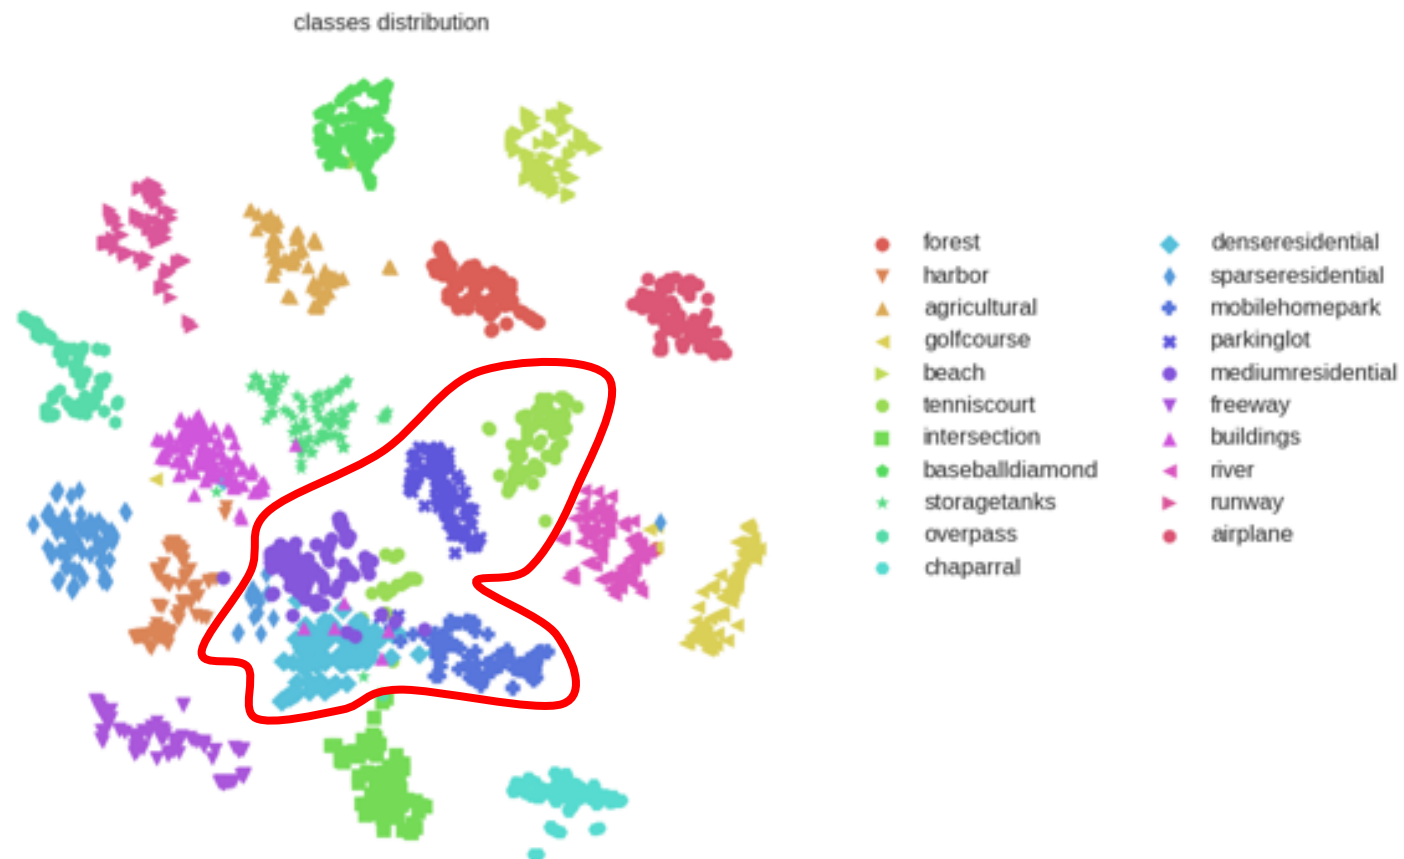 classes distribution
forest
harbor
agricultural
golfcourse
beach
tenniscourt
intersection
baseballdiamond
storagetanks
overpass
chaparral
denseresidential
sparseresidential
mobilehomepark
parkinglot
mediumresidential
freeway
buildings
river
runway
airplane